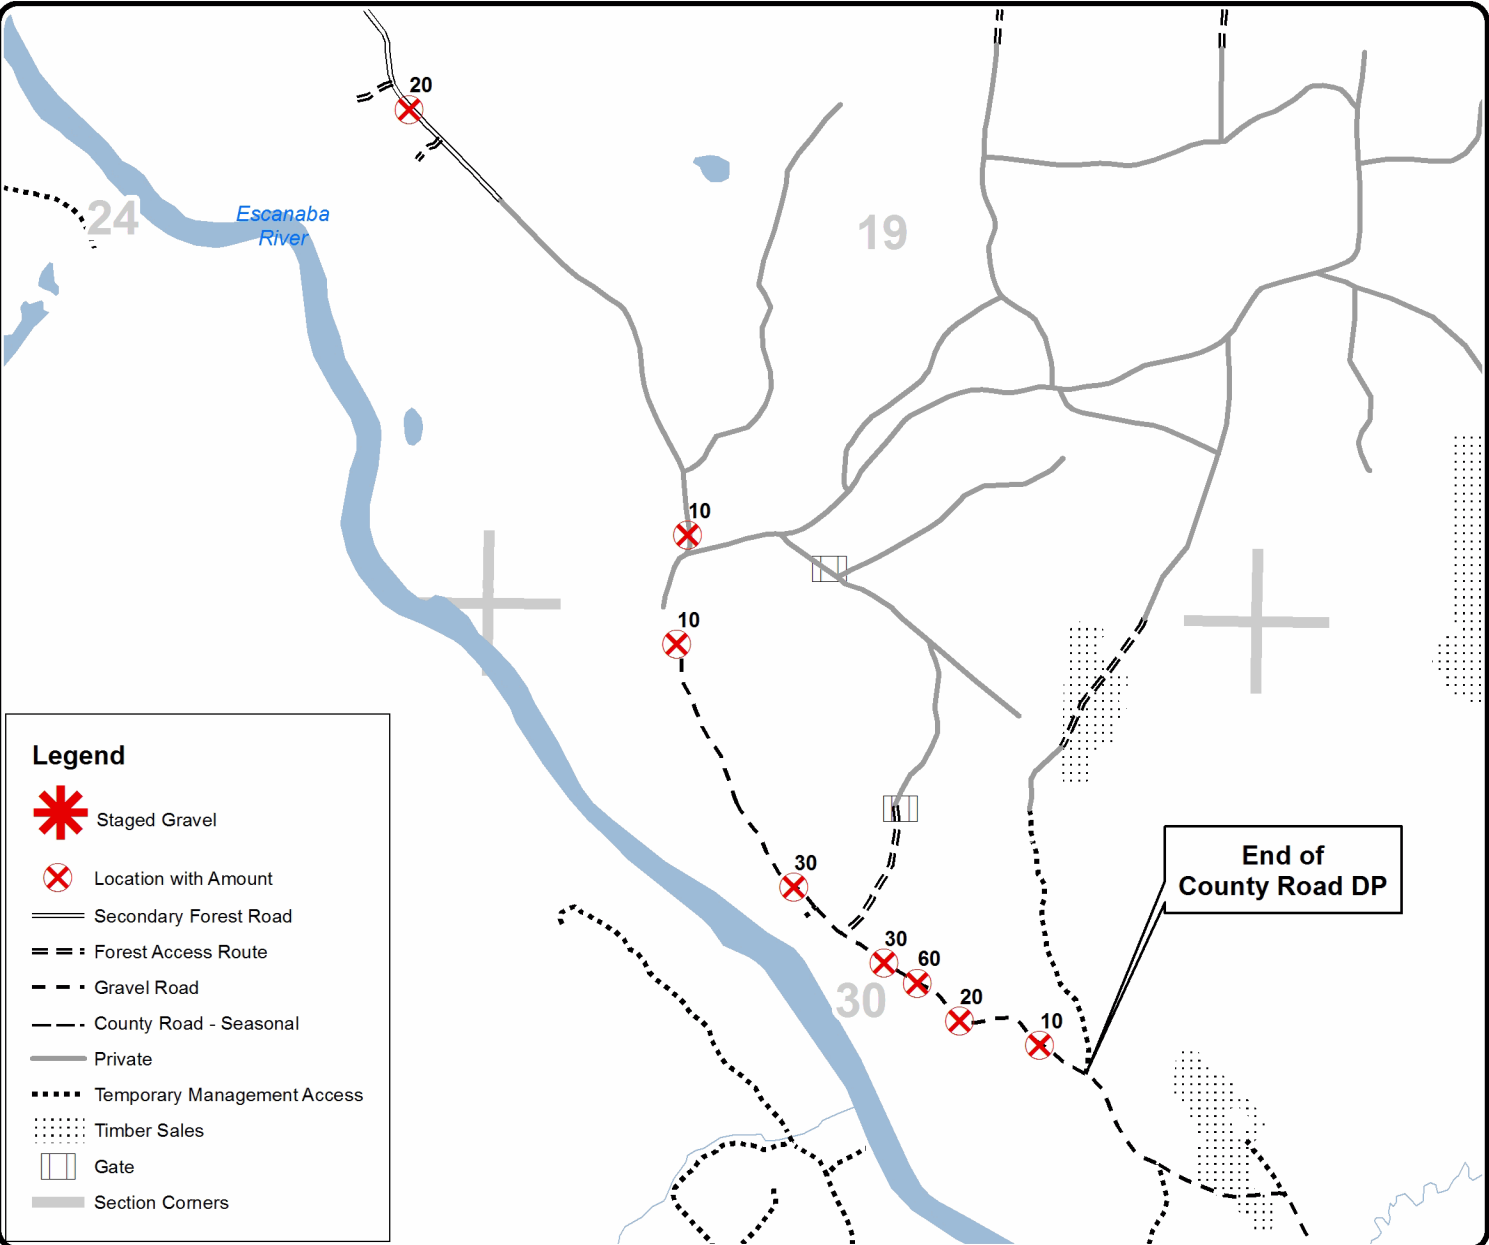 20
24
Escanaba
River
19
10
10
30
30
60
30
20
10
End of
County Road DP
Legend
Staged Gravel
Location with Amount
Secondary Forest Road
Forest Access Route
Gravel Road
County Road - Seasonal
Private
Temporary Management Access
Timber Sales
Gate
Section Corners